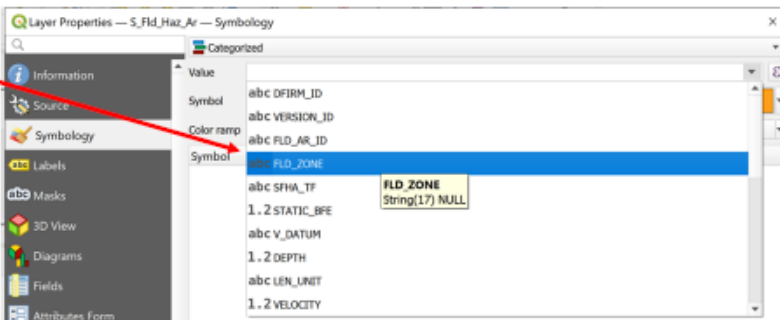 Layer Properties — S_Fld_Haz_Ar — Symbology
Categorized
Information
Source
Symbology
Labels
Masks
3D View
Diagrams
Fields
Attributes Form
Value
Symbol
Color ramp
Symbol
abc DFIRM_ID
abc VERSION_ID
abc FLD_AR_ID
abc FLD_ZONE
abc SFHA_TF
1.2 STATIC_BFE
abc V_DATUM
1.2 DEPTH
abc LEN_UNIT
1.2 VELOCITY
FLD_ZONE
String(17) NULL